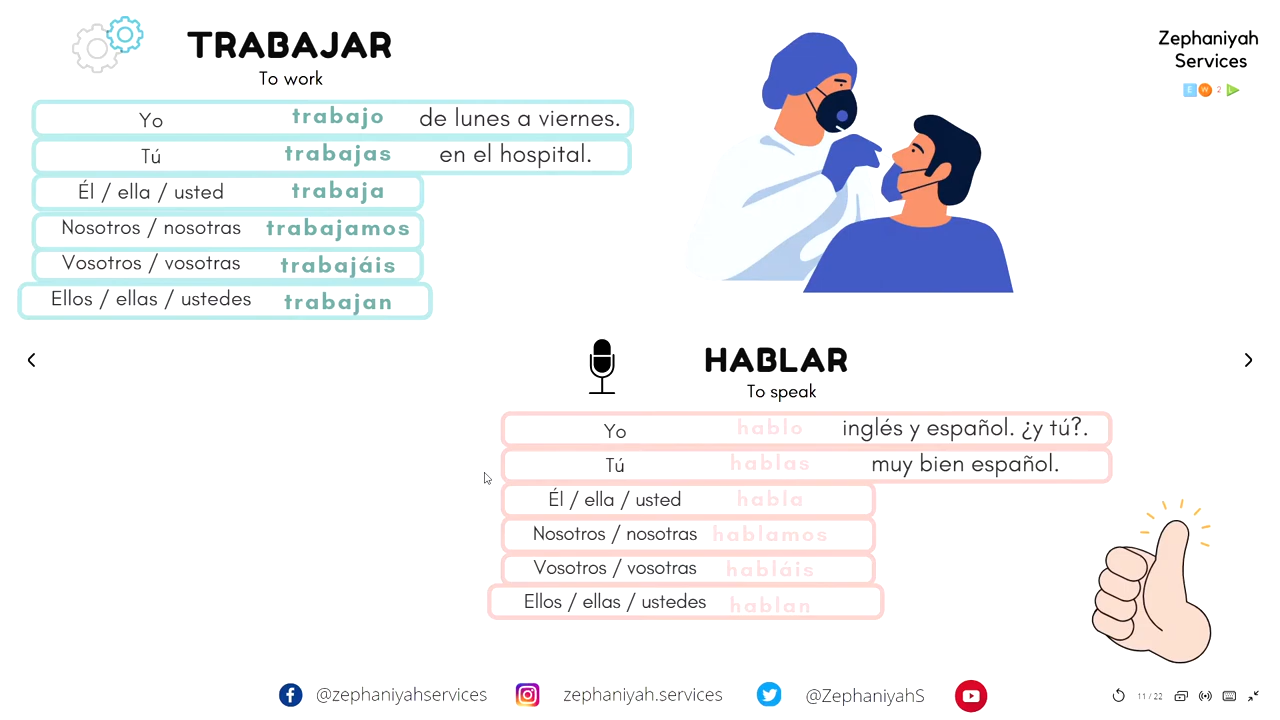 TRABAJAR
To work
Zephaniyah
Services
E W 2
Yo trabajo de lunes a viernes.
Tú trabajas en el hospital.
Él / ella / usted trabaja
Nosotros / nosotras trabajamos
Vosotros / vosotras trabajáis
Ellos / ellas / ustedes trabajan
HABLAR
To speak
Yo hablo inglés y español. ¿y tú?.
Tú hablas muy bien español.
Él / ella / usted habla
Nosotros / nosotras hablamos
Vosotros / vosotras habláis
Ellos / ellas / ustedes hablan
@zephaniyahservices zephaniyah.services @ZephaniyahS
11 / 22